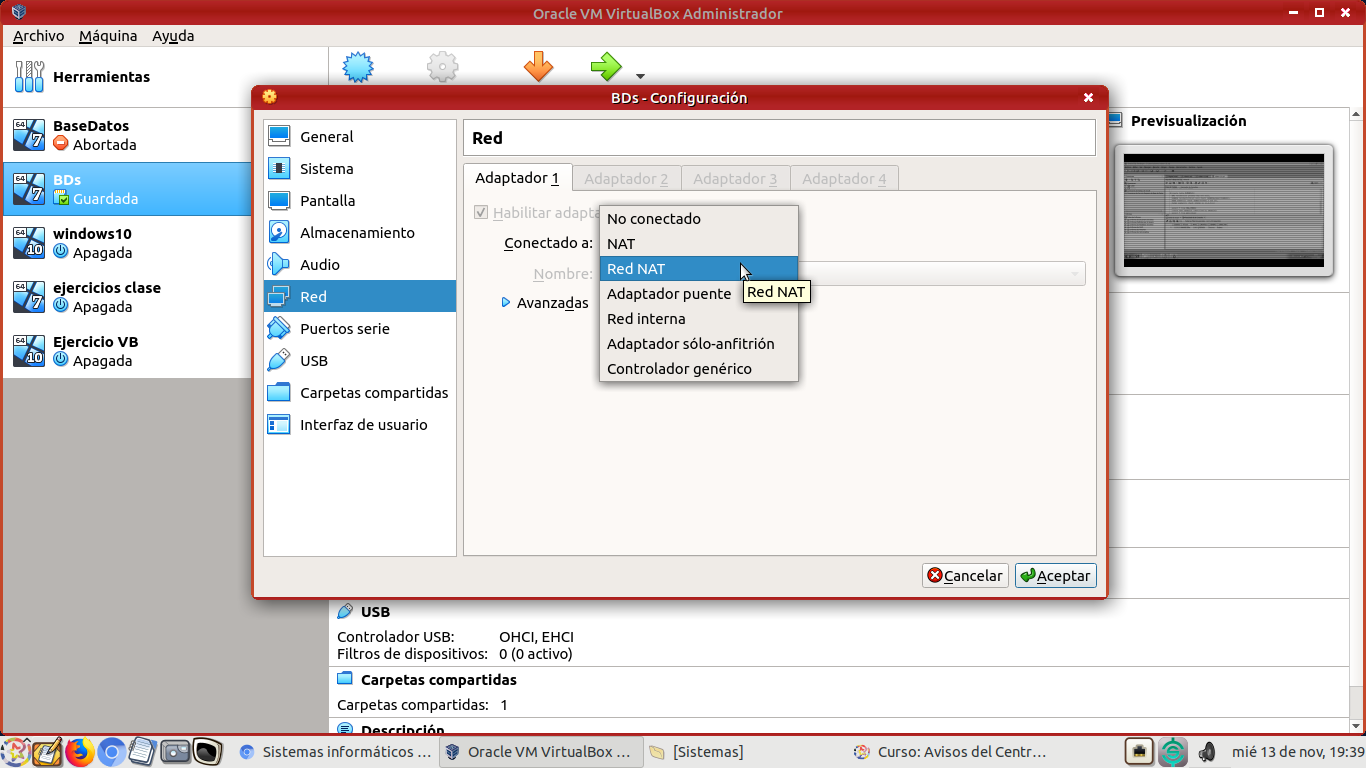 Oracle VM VirtualBox Administrador
Archivo Máquina Ayuda
Herramientas
BaseDatos
Abortada
BDs
Guardada
windows10
Apagada
ejercicios clase
Apagada
Ejercicio VB
Apagada
BDs - Configuración
General
Sistema
Pantalla
Almacenamiento
Audio
Red
Puertos serie
USB
Carpetas compartidas
Interfaz de usuario
Red
Adaptador 1 Adaptador 2 Adaptador 3 Adaptador 4
Habilitar adapta
Conectado a:
Nombre:
Avanzadas
No conectado
NAT
Red NAT
Adaptador puente
Red interna
Adaptador sólo-anfitrión
Controlador genérico
Red NAT
Cancelar Aceptar
Previsualización
USB
Controlador USB: OHCI, EHCI
Filtros de dispositivos: 0 (0 activo)
Carpetas compartidas
Carpetas compartidas: 1
Descripción
Sistemas informáticos ... Oracle VM VirtualBox ... [Sistemas] Curso: Avisos del Centr... mié 13 de nov, 19:39